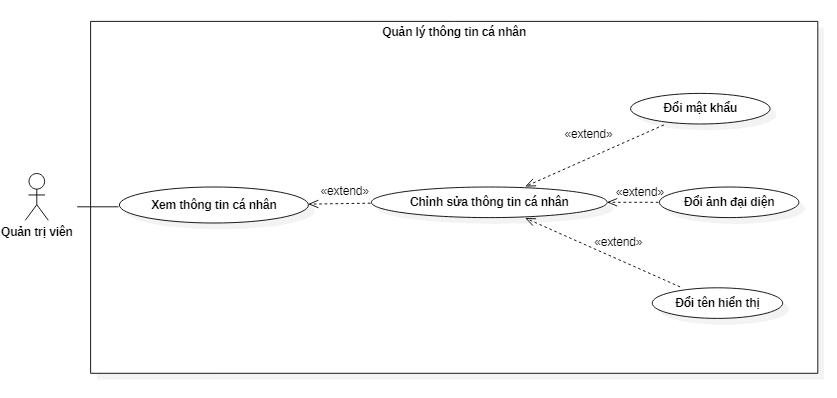 Quản lý thông tin cá nhân
Đổi mật khẩu
«extend»
«extend»
«extend»
Xem thông tin cá nhân
Chỉnh sửa thông tin cá nhân
Đổi ảnh đại diện
Quản trị viên
«extend»
Đổi tên hiển thị